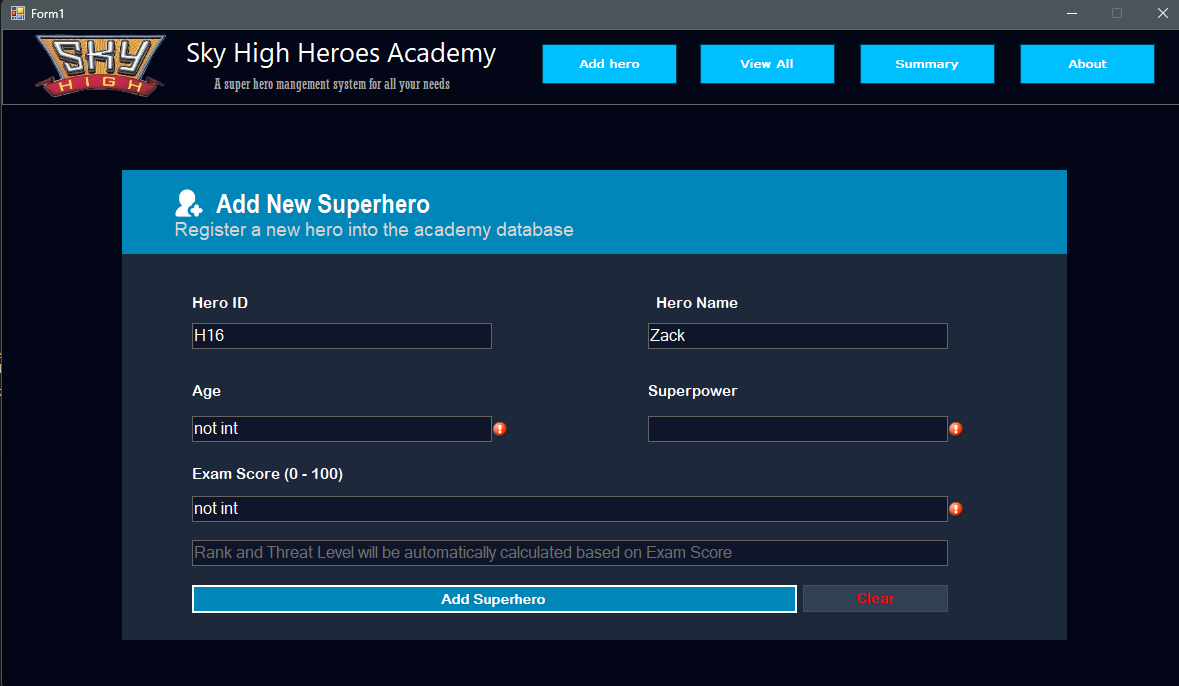 Form1
SKY
HIGH
Sky High Heroes Academy
A super hero mangement system for all your needs
Add hero
View All
Summary
About
Add New Superhero
Register a new hero into the academy database
Hero ID
Hero Name
H16
Zack
Age
Superpower
not int
Exam Score (0 - 100)
not int
Rank and Threat Level will be automatically calculated based on Exam Score
Add Superhero
Clear